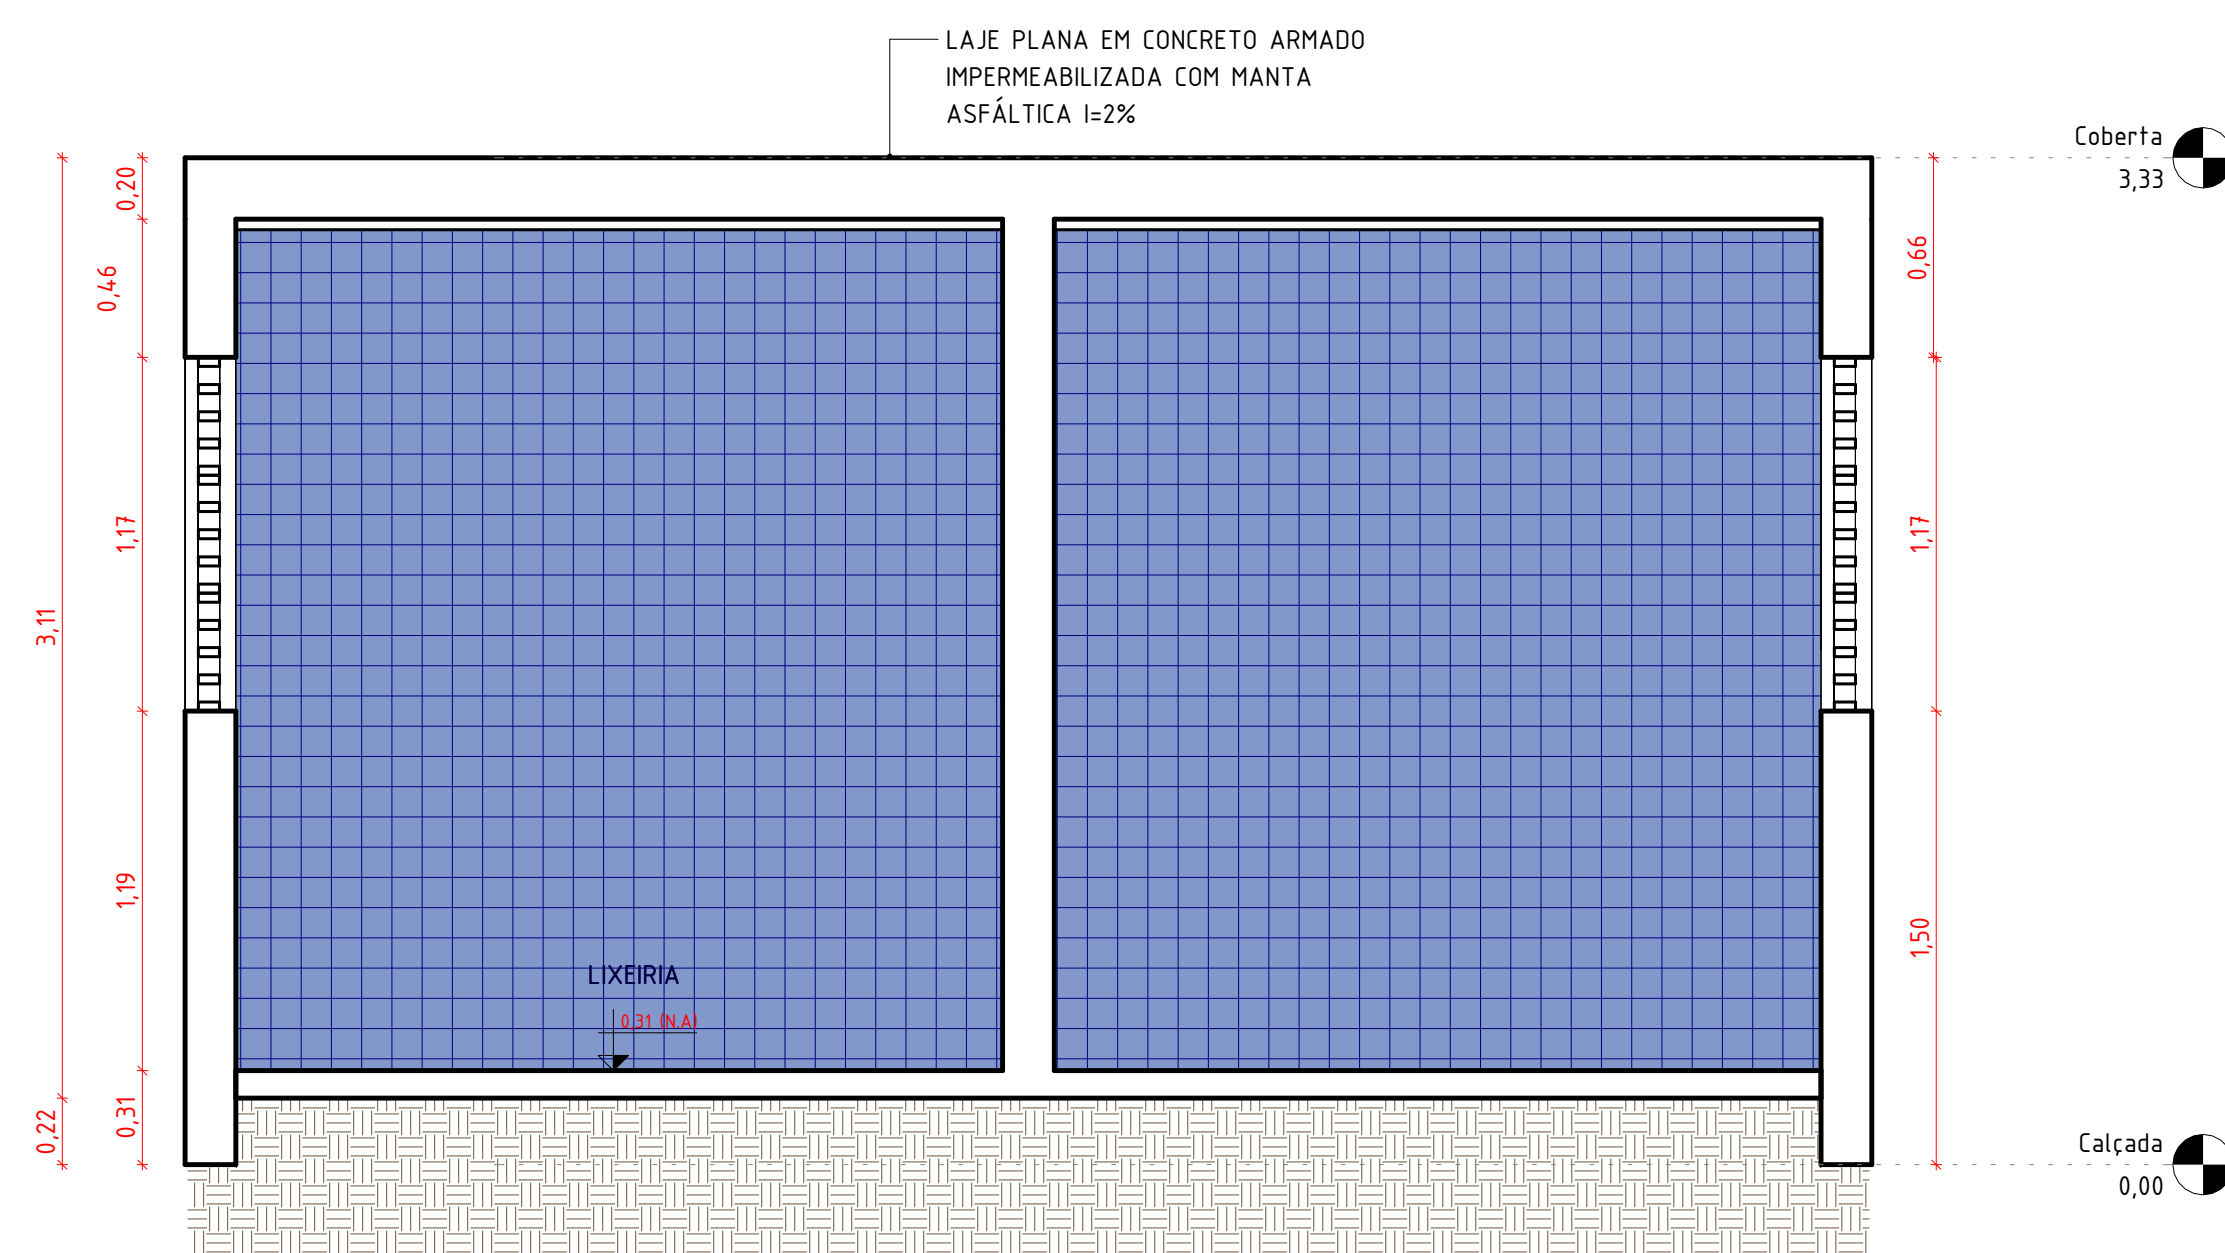 LAJE PLANA EM CONCRETO ARMADO
IMPERMEABILIZADA COM MANTA
ASFÁLTICA I=2%
Coberta
3,33
0,20
0,46
0,66
1,17
1,17
3,11
1,19
1,50
LIXEIRIA
0,31 (N.A)
0,22
0,31
Calçada
0,00